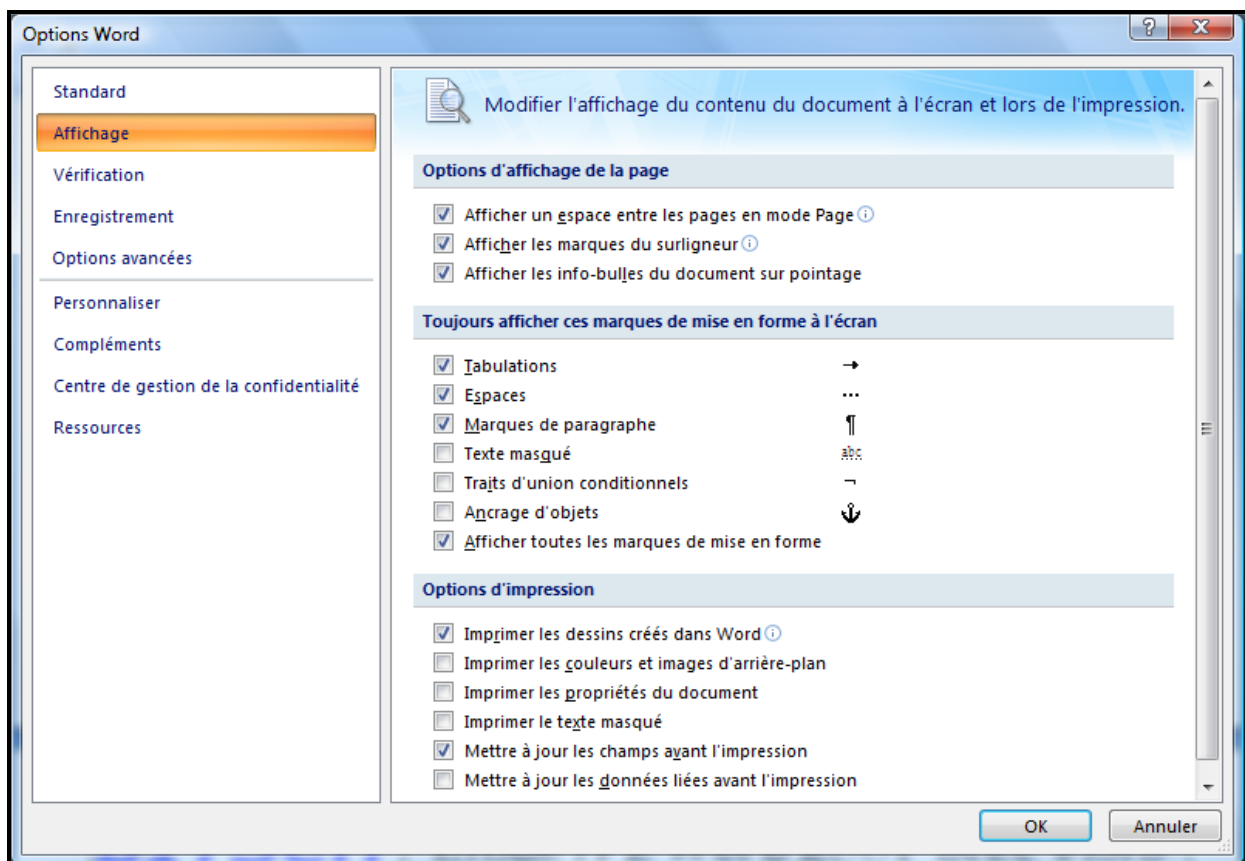 Options Word
Standard
Affichage
Vérification
Enregistrement
Options avancées
Personnaliser
Compléments
Centre de gestion de la confidentialité
Ressources
Modifier l'affichage du contenu du document à l'écran et lors de l'impression.
Options d'affichage de la page
Afficher un espace entre les pages en mode Page
Afficher les marques du surligneur
Afficher les info-bulles du document sur pointage
Toujours afficher ces marques de mise en forme à l'écran
Tabulations →
Espaces ...
Marques de paragraphe ¶
Texte masqué abc
Traits d'union conditionnels ¬
Ancrage d'objets
Afficher toutes les marques de mise en forme
Options d'impression
Imprimer les dessins créés dans Word
Imprimer les couleurs et images d'arrière-plan
Imprimer les propriétés du document
Imprimer le texte masqué
Mettre à jour les champs avant l'impression
Mettre à jour les données liées avant l'impression
OK Annuler